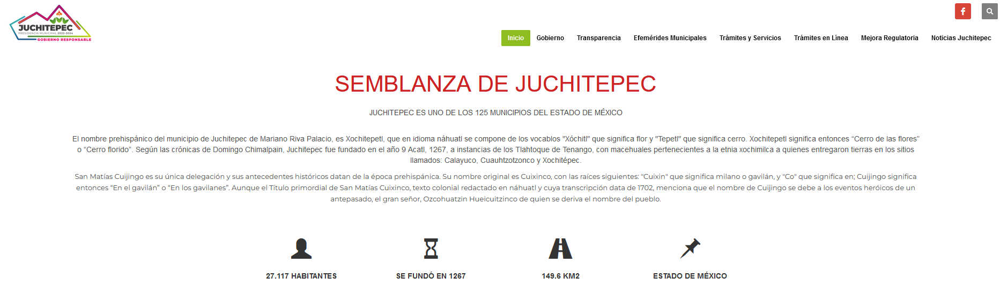 JUCHITEPEC
PRESIDENCIA MUNICIPAL 2022-2024
GOBIERNO RESPONSABLE
f
Inicio Gobierno Transparencia Efemérides Municipales Trámites y Servicios Trámites en Línea Mejora Regulatoria Noticias Juchitepec
SEMBLANZA DE JUCHITEPEC
JUCHITEPEC ES UNO DE LOS 125 MUNICIPIOS DEL ESTADO DE MÉXICO
El nombre prehispánico del municipio de Juchitepec de Mariano Riva Palacio, es Xochitepetl, que en idioma náhuatl se compone de los vocablos "Xóchitl" que significa flor y "Tepetl" que significa cerro. Xochitepetl significa entonces “Cerro de las flores”
o “Cerro florido”. Según las crónicas de Domingo Chimalpain, Juchitepec fue fundado en el año 9 Acatl, 1267, a instancias de los Tlahtoque de Tenango, con macehuales pertenecientes a la etnia xochimilca a quienes entregaron tierras en los sitios
llamados: Calayuco, Cuauhtzotzonco y Xochitépec.
San Matías Cuijingo es su única delegación y sus antecedentes históricos datan de la época prehispánica. Su nombre original es Cuixinco, con las raíces siguientes: "Cuixin" que significa milano o gavilán, y "Co" que significa en; Cuijingo significa
entonces “En el gavilán” o “En los gavilanes”. Aunque el Título primordial de San Matías Cuixinco, texto colonial redactado en náhuatl y cuya transcripción data de 1702, menciona que el nombre de Cuijingo se debe a los eventos heróicos de un
antepasado, el gran señor, Ozcohuatzin Hueicuitzinco de quien se deriva el nombre del pueblo.
27.117 HABITANTES SE FUNDÓ EN 1267 149.6 KM2 ESTADO DE MÉXICO